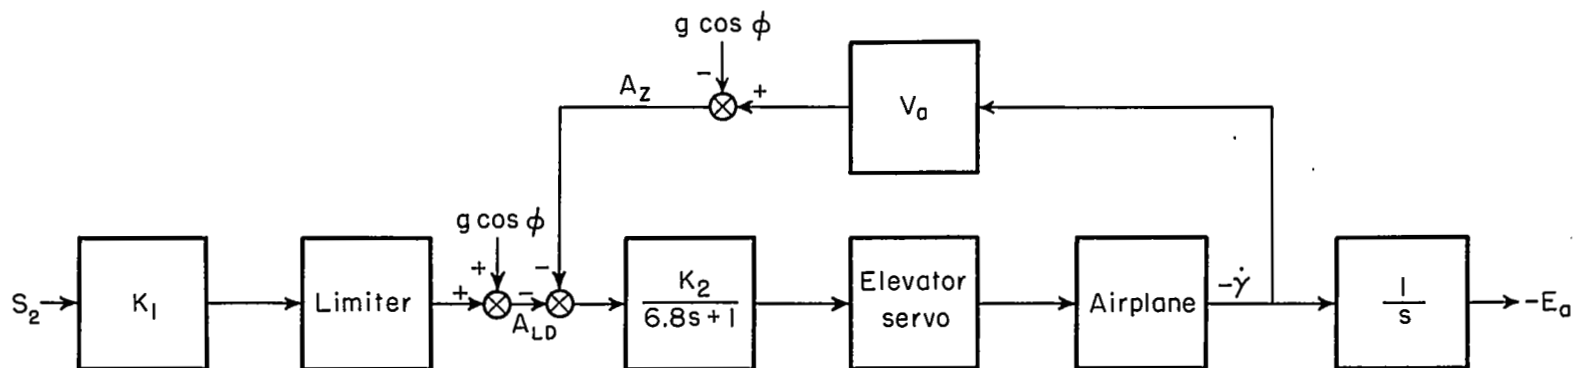 g cos ϕ
−
+
A_Z
V_a
g cos ϕ
+
+
−
−
A_LD
S_2
K_1
Limiter
K_2
6.8s+1
Elevator
servo
Airplane
−γ̇
1
s
−E_a